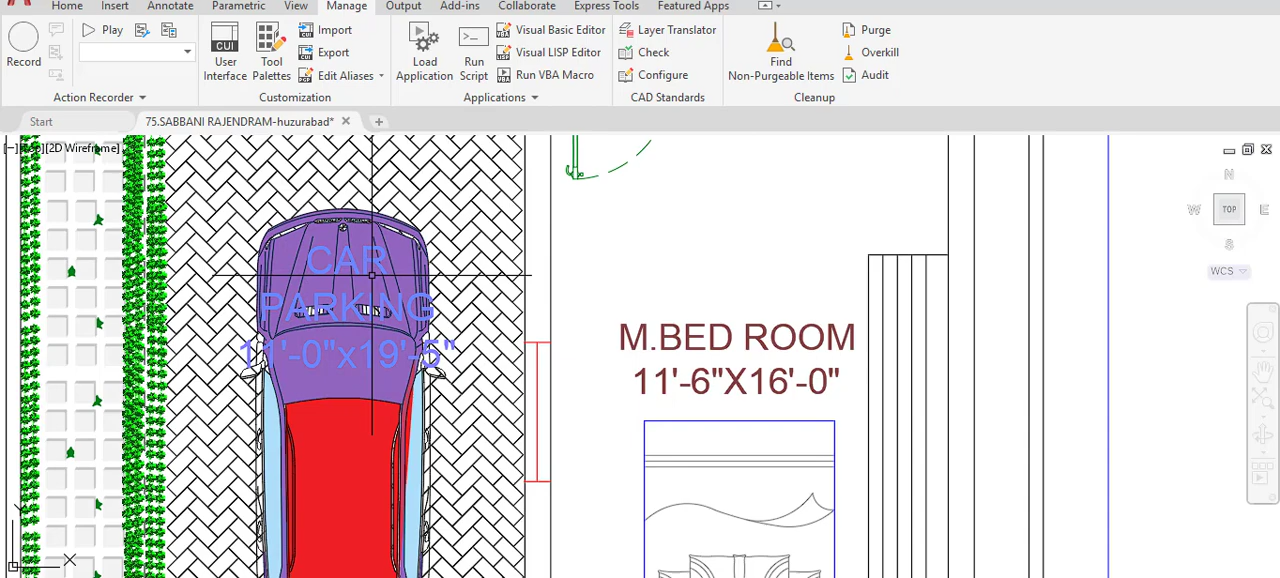 Home Insert Annotate Parametric View Manage Output Add-ins Collaborate Express Tools Featured Apps
Record
Play
CUI
User
Interface
Tool
Palettes
Import
Export
Edit Aliases
Load
Application
Run
Script
Visual Basic Editor
Visual LISP Editor
Run VBA Macro
Layer Translator
Check
Configure
Find
Non-Purgeable Items
Purge
Overkill
Audit
Action Recorder
Customization
Applications
CAD Standards
Cleanup
Start
75.SABBANI RAJENDRAM-huzurabad*
[−][Top][2D Wireframe]
N
W
TOP
E
S
WCS
CAR
PARKING
11'-0"x19'-5"
M.BED ROOM
11'-6"X16'-0"
X